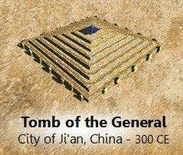 Tomb of the General
City of Ji'an, China - 300 CE